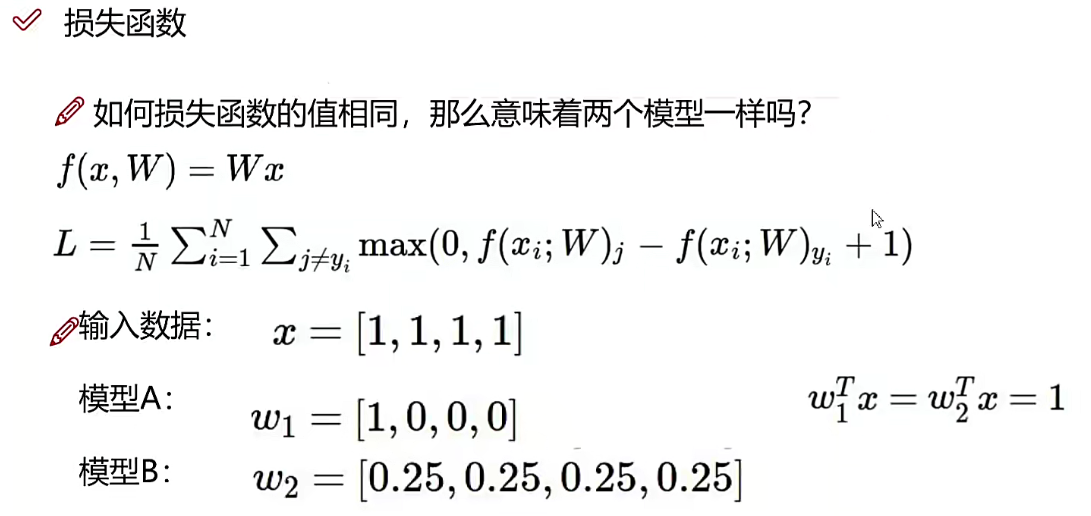 损失函数
如何损失函数的值相同，那么意味着两个模型一样吗？
f(x, W) = Wx
L = \frac{1}{N} \sum_{i=1}^{N} \sum_{j \neq y_i} \max(0, f(x_i; W)_j − f(x_i; W)_{y_i} + 1)
输入数据： x = [1, 1, 1, 1]
模型A： w_1 = [1, 0, 0, 0]
w_1^T x = w_2^T x = 1
模型B： w_2 = [0.25, 0.25, 0.25, 0.25]